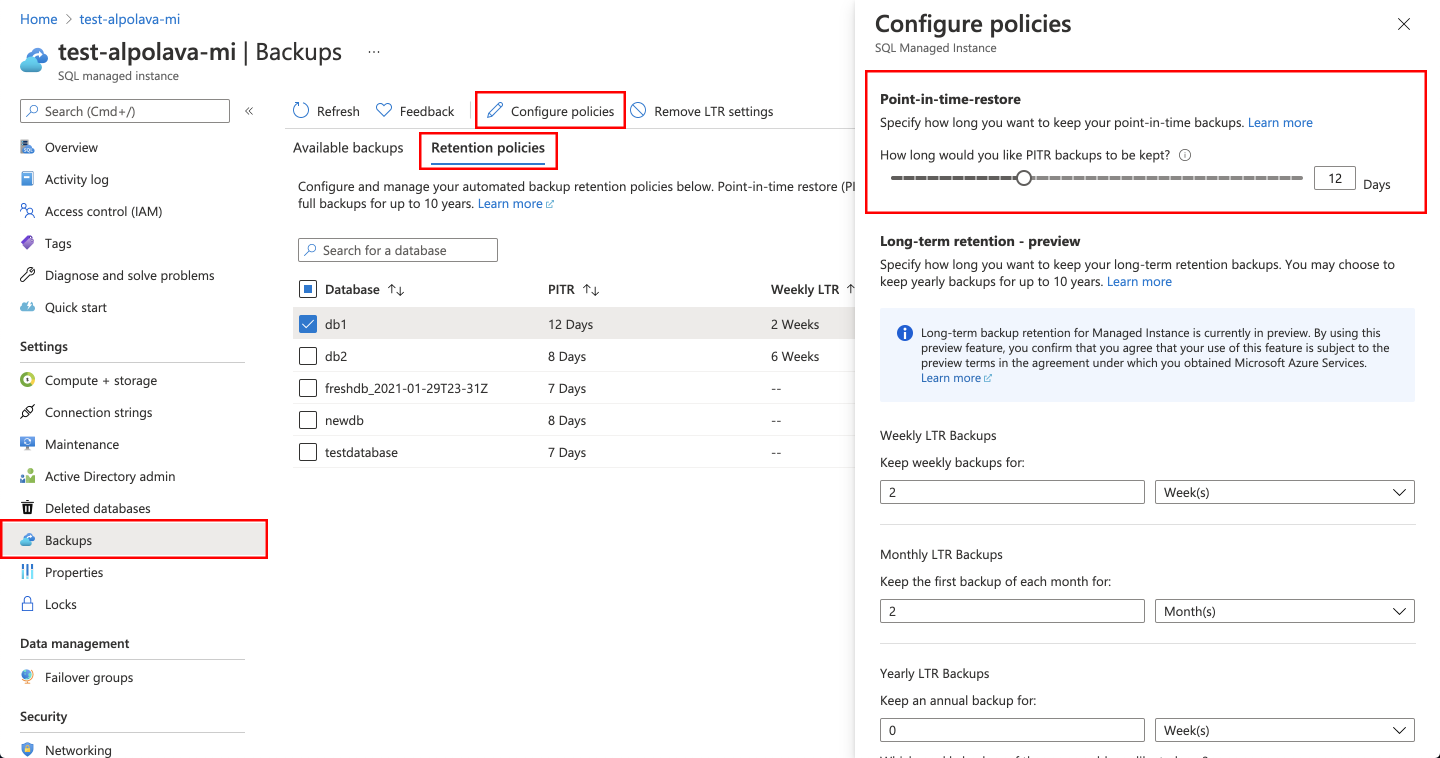 Home > test-alpolava-mi
test-alpolava-mi | Backups ...
SQL managed instance
Search (Cmd+/)
«
Overview
Activity log
Access control (IAM)
Tags
Diagnose and solve problems
Quick start
Settings
Compute + storage
Connection strings
Maintenance
Active Directory admin
Deleted databases
Backups
Properties
Locks
Data management
Failover groups
Security
Networking
Refresh
Feedback
Configure policies
Remove LTR settings
Available backups
Retention policies
Configure and manage your automated backup retention policies below. Point-in-time restore (PI
full backups for up to 10 years. Learn more
Search for a database
Database ↑↓ PITR ↑↓ Weekly LTR ↑
db1 12 Days 2 Weeks
db2 8 Days 6 Weeks
freshdb_2021-01-29T23-31Z 7 Days --
newdb 8 Days --
testdatabase 7 Days --
Configure policies
SQL Managed Instance
Point-in-time-restore
Specify how long you want to keep your point-in-time backups. Learn more
How long would you like PITR backups to be kept?
12 Days
Long-term retention - preview
Specify how long you want to keep your long-term retention backups. You may choose to
keep yearly backups for up to 10 years. Learn more
Long-term backup retention for Managed Instance is currently in preview. By using this
preview feature, you confirm that you agree that your use of this feature is subject to the
preview terms in the agreement under which you obtained Microsoft Azure Services.
Learn more
Weekly LTR Backups
Keep weekly backups for:
2 Week(s)
Monthly LTR Backups
Keep the first backup of each month for:
2 Month(s)
Yearly LTR Backups
Keep an annual backup for:
0 Week(s)